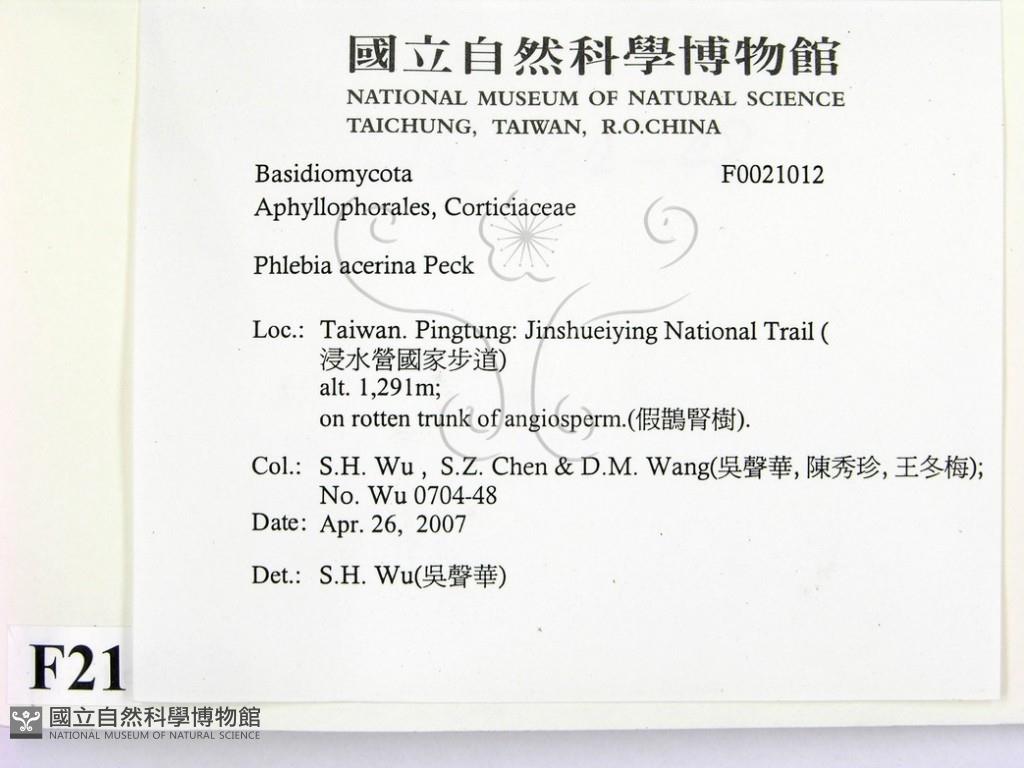 國立自然科學博物館
NATIONAL MUSEUM OF NATURAL SCIENCE
TAICHUNG, TAIWAN, R.O.CHINA
Basidiomycota F0021012
Aphyllophorales, Corticiaceae
Phlebia acerina Peck
Loc.: Taiwan. Pingtung: Jinshueiying National Trail (
浸水營國家步道)
alt. 1,291m;
on rotten trunk of angiosperm.(假鵲腎樹).
Col.: S.H. Wu , S.Z. Chen & D.M. Wang(吳聲華, 陳秀珍, 王冬梅);
No. Wu 0704-48
Date: Apr. 26, 2007
Det.: S.H. Wu(吳聲華)
F21
國立自然科學博物館
NATIONAL MUSEUM OF NATURAL SCIENCE